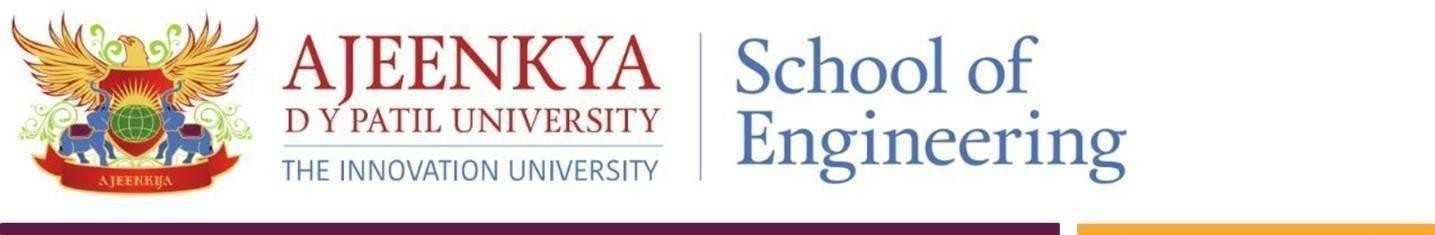 AJEENKYA
D Y PATIL UNIVERSITY
THE INNOVATION UNIVERSITY
AJEENKYA
School of
Engineering